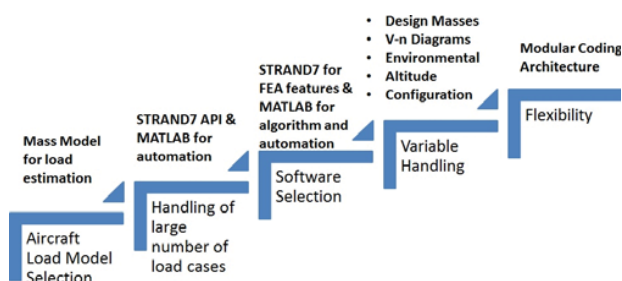 Mass Model
for load
estimation
Aircraft
Load Model
Selection
STRAND7 API &
MATLAB for
automation
Handling of
large
number of
load cases
STRAND7 for
FEA features &
MATLAB for
algorithm and
automation
Software
Selection
• Design Masses
• V-n Diagrams
• Environmental
• Altitude
• Configuration
Variable
Handling
Modular Coding
Architecture
Flexibility